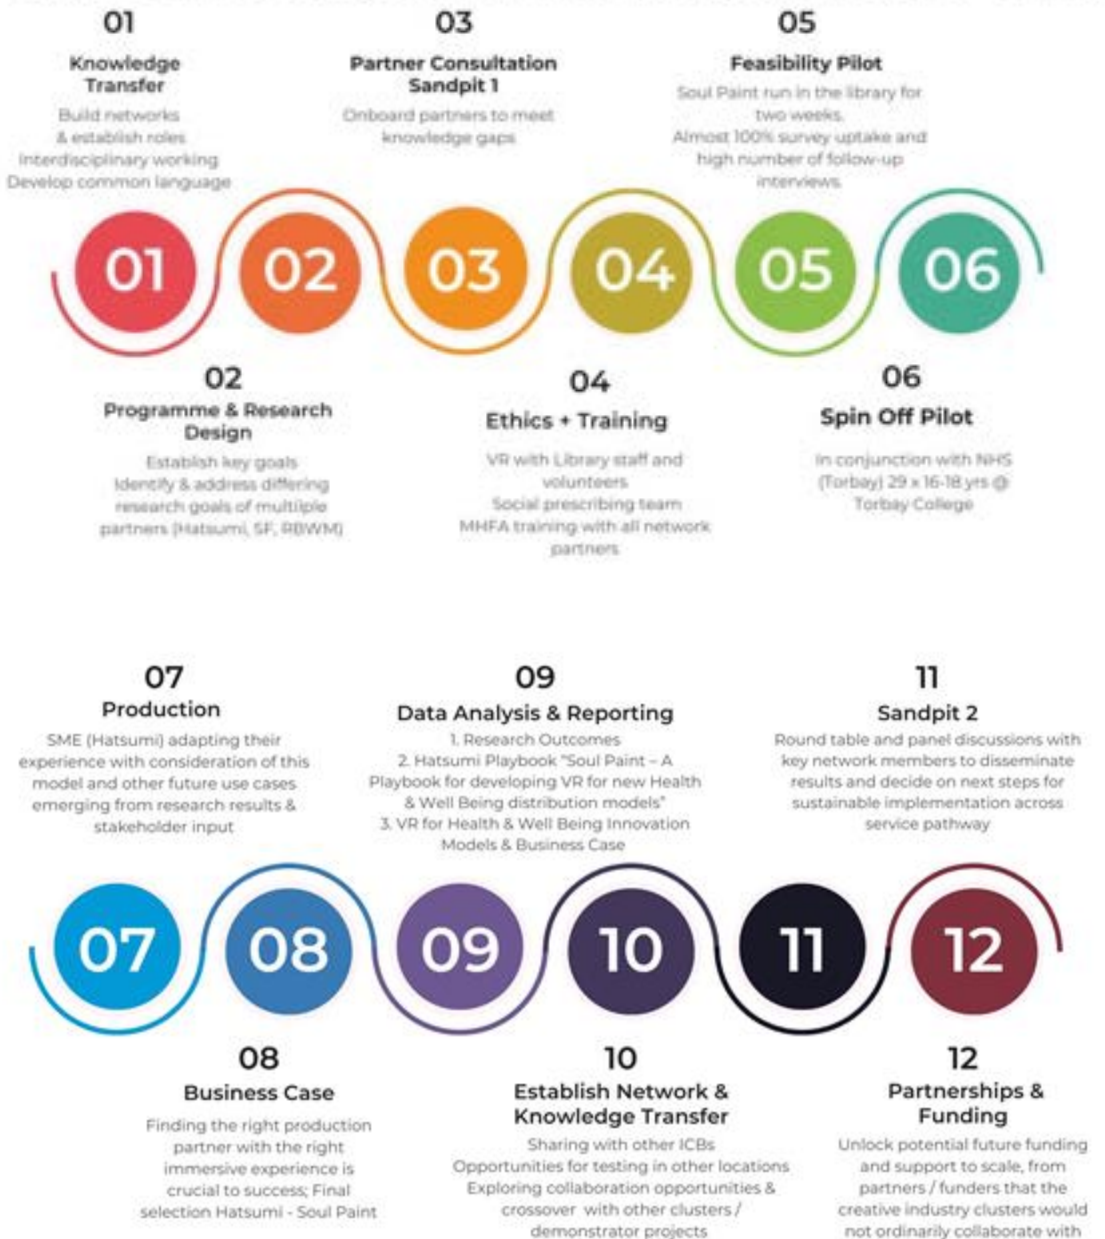 01
Knowledge
Transfer
Build networks
& establish roles
Interdisciplinary working
Develop common language
03
Partner Consultation
Sandpit 1
Onboard partners to meet
knowledge gaps
05
Feasibility Pilot
Soul Paint run in the library for
two weeks.
Almost 100% survey uptake and
high number of follow-up
interviews.
01
02
03
04
05
06
02
Programme & Research
Design
Establish key goals
Identify & address differing
research goals of multiple
partners (Hatsumi, SF, RBWM)
04
Ethics + Training
VR with Library staff and
volunteers
Social prescribing team
MHFA training with all network
partners
06
Spin Off Pilot
In conjunction with NHS
(Torbay) 29 x 16-18 yrs @
Torbay College
07
Production
SME (Hatsumi) adapting their
experience with consideration of this
model and other future use cases
emerging from research results &
stakeholder input
09
Data Analysis & Reporting
1. Research Outcomes
2. Hatsumi Playbook "Soul Paint – A
Playbook for developing VR for new Health
& Well Being distribution models"
3. VR for Health & Well Being Innovation
Models & Business Case
11
Sandpit 2
Round table and panel discussions with
key network members to disseminate
results and decide on next steps for
sustainable implementation across
service pathway
07
08
09
10
11
12
08
Business Case
Finding the right production
partner with the right
immersive experience is
crucial to success; Final
selection Hatsumi - Soul Paint
10
Establish Network &
Knowledge Transfer
Sharing with other ICBs
Opportunities for testing in other locations
Exploring collaboration opportunities &
crossover with other clusters /
demonstrator projects
12
Partnerships &
Funding
Unlock potential future funding
and support to scale, from
partners / funders that the
creative industry clusters would
not ordinarily collaborate with